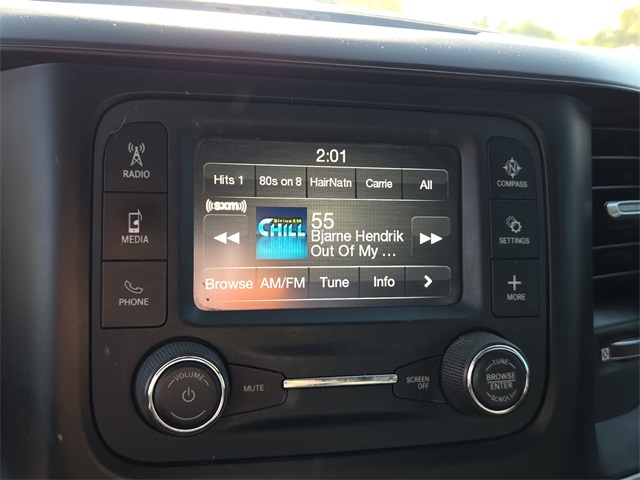 2:01
Hits 1 80s on 8 HairNatn Carrie All
((sxm))
SiriusXM
CHILL
55
Bjarne Hendrik
Out Of My ...
Browse AM/FM Tune Info
RADIO
MEDIA
PHONE
N
COMPASS
SETTINGS
MORE
VOLUME
MUTE
SCREEN OFF
TUNE
BROWSE
ENTER
SCROLL